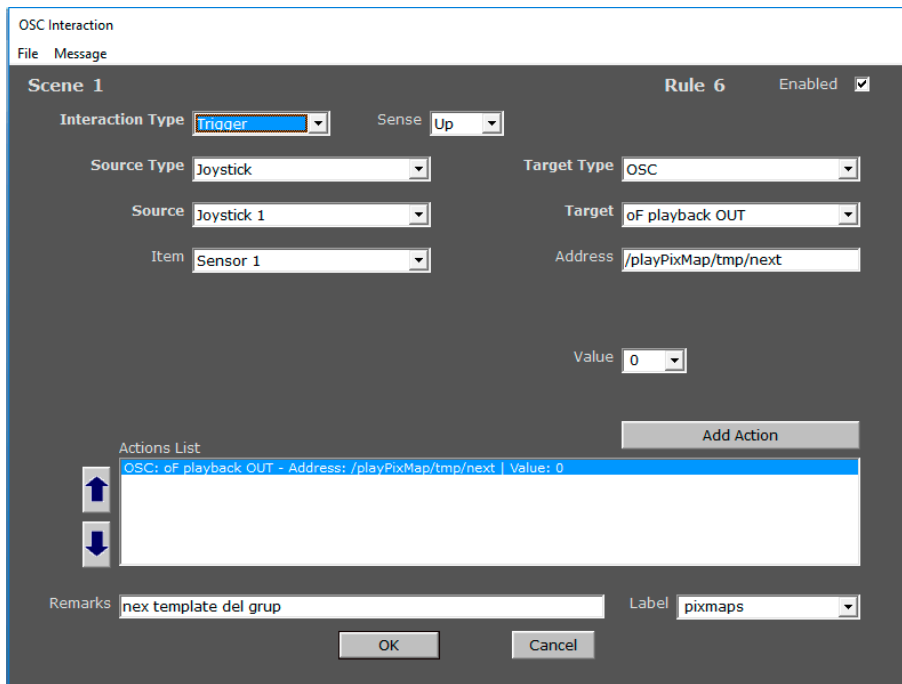 OSC Interaction
File Message
Scene 1 Rule 6 Enabled
Interaction Type Trigger Sense Up
Source Type Joystick Target Type OSC
Source Joystick 1 Target oF playback OUT
Item Sensor 1 Address /playPixMap/tmp/next
Value 0
Add Action
Actions List
OSC: oF playback OUT - Address: /playPixMap/tmp/next | Value: 0
Remarks nex template del grup Label pixmaps
OK Cancel